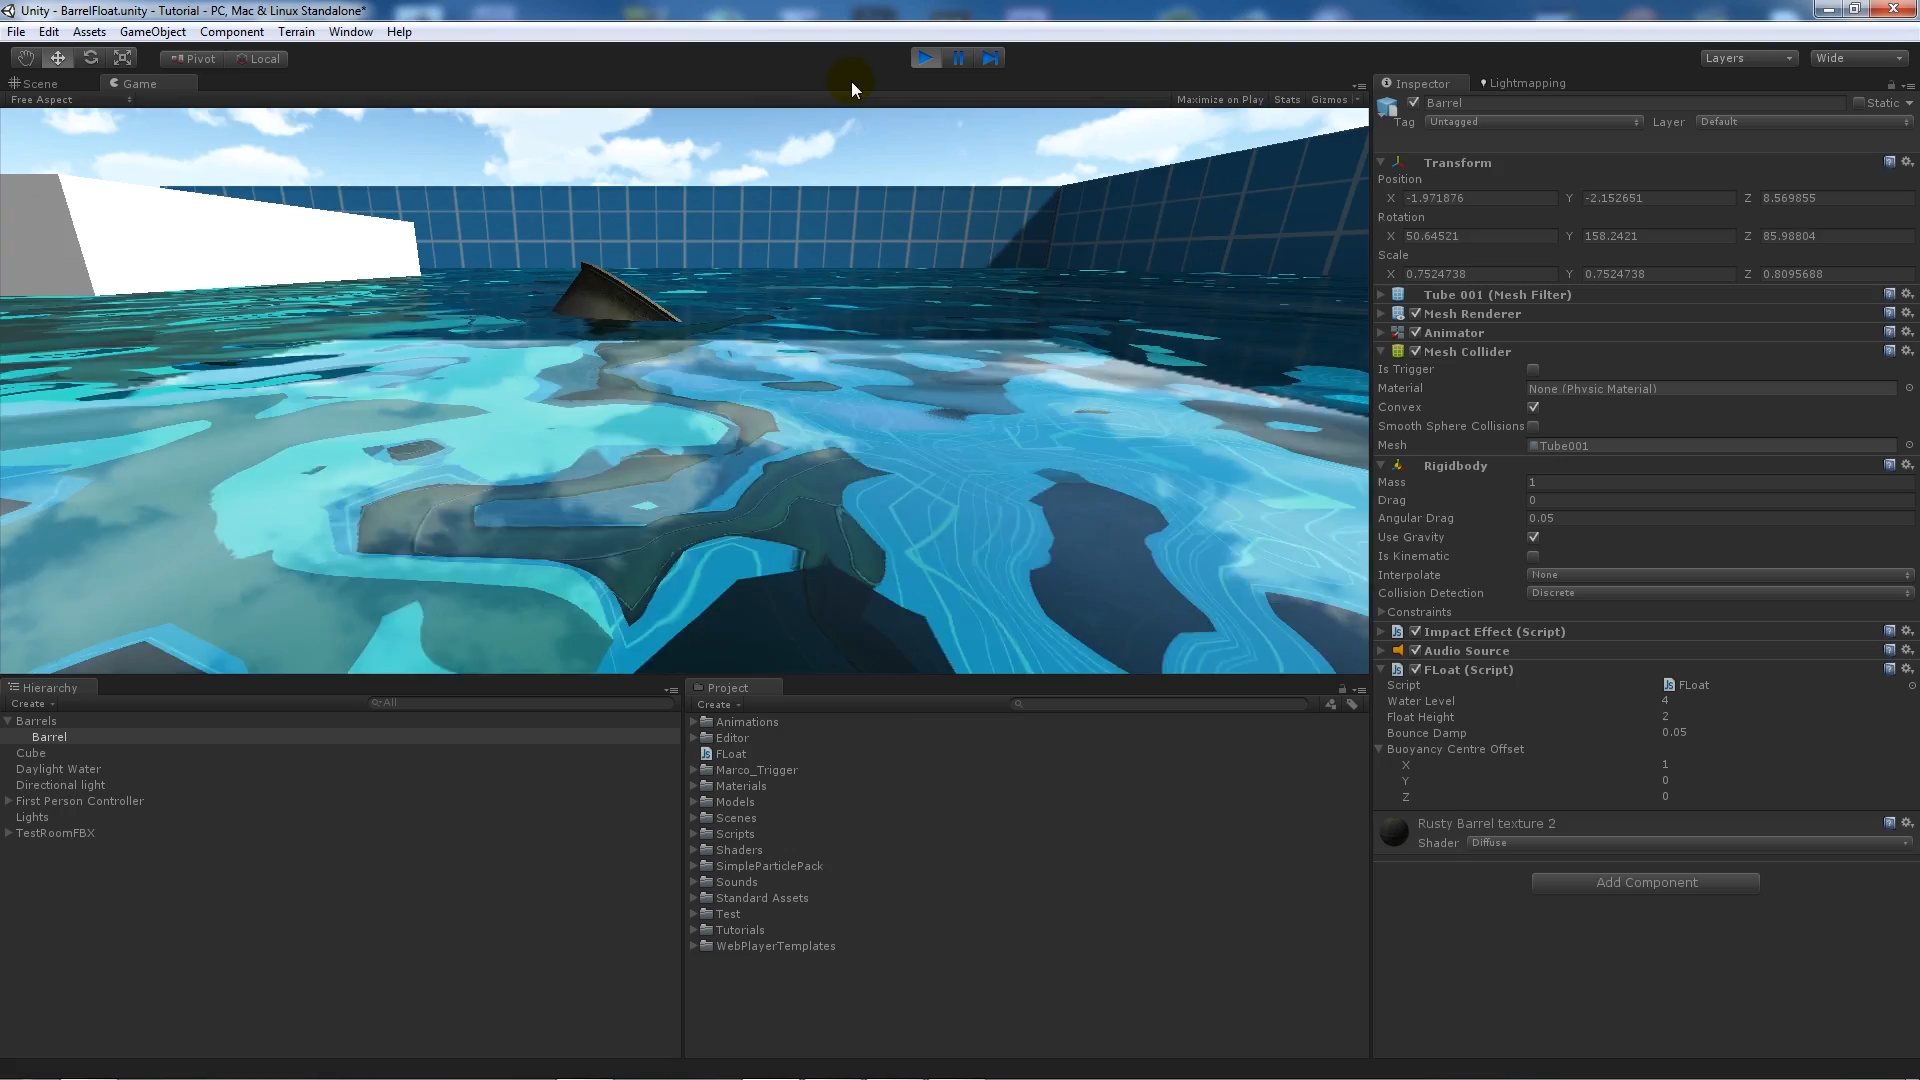 Unity - BarrelFloat.unity - Tutorial - PC, Mac & Linux Standalone*
File Edit Assets GameObject Component Terrain Window Help
Pivot Local
Layers Wide
Scene Game
Free Aspect
Maximize on Play Stats Gizmos
Inspector Lightmapping
Barrel Static
Tag Untagged Layer Default
Transform
Position
X -1.971876 Y -2.152651 Z 8.569855
Rotation
X 50.64521 Y 158.2421 Z 85.98804
Scale
X 0.7524738 Y 0.7524738 Z 0.8095688
Tube 001 (Mesh Filter)
Mesh Renderer
Animator
Mesh Collider
Is Trigger
Material None (Physic Material)
Convex
Smooth Sphere Collisions
Mesh Tube001
Rigidbody
Mass 1
Drag 0
Angular Drag 0.05
Use Gravity
Is Kinematic
Interpolate None
Collision Detection Discrete
Constraints
Impact Effect (Script)
Audio Source
FLoat (Script)
Script FLoat
Water Level 4
Float Height 2
Bounce Damp 0.05
Buoyancy Centre Offset
X 1
Y 0
Z 0
Rusty Barrel texture 2
Shader Diffuse
Add Component
Hierarchy
Create All
Barrels
Barrel
Cube
Daylight Water
Directional light
First Person Controller
Lights
TestRoomFBX
Project
Create
Animations
Editor
FLoat
Marco_Trigger
Materials
Models
Scenes
Scripts
Shaders
SimpleParticlePack
Sounds
Standard Assets
Test
Tutorials
WebPlayerTemplates